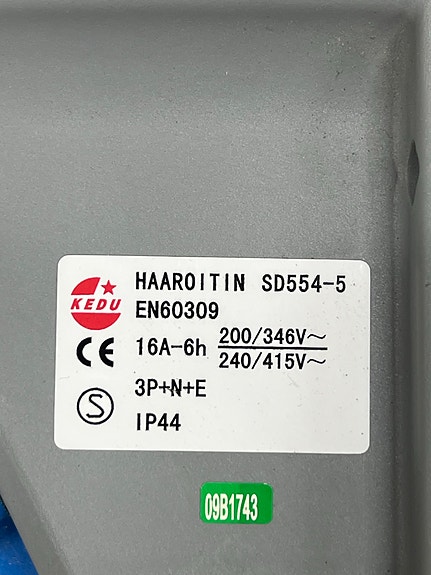 KEDU
HAAROITIN SD554-5
EN60309
CE
16A-6h 200/346V~
240/415V~
S
3P+N+E
IP44
09B1743